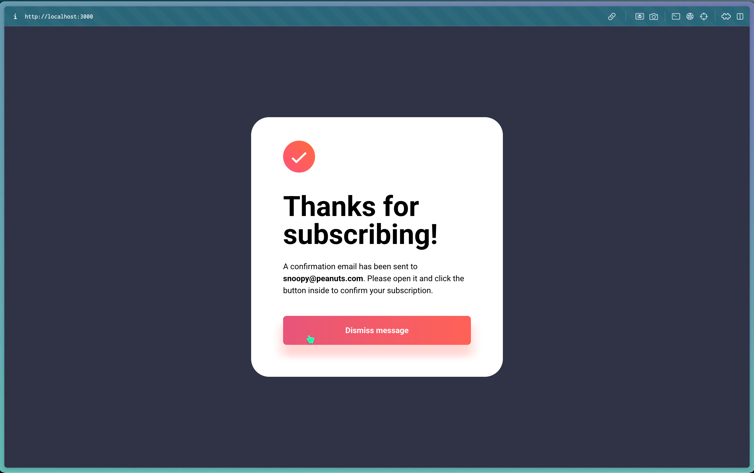 http://localhost:3000
Thanks for
subscribing!
A confirmation email has been sent to
snoopy@peanuts.com. Please open it and click the
button inside to confirm your subscription.
Dismiss message